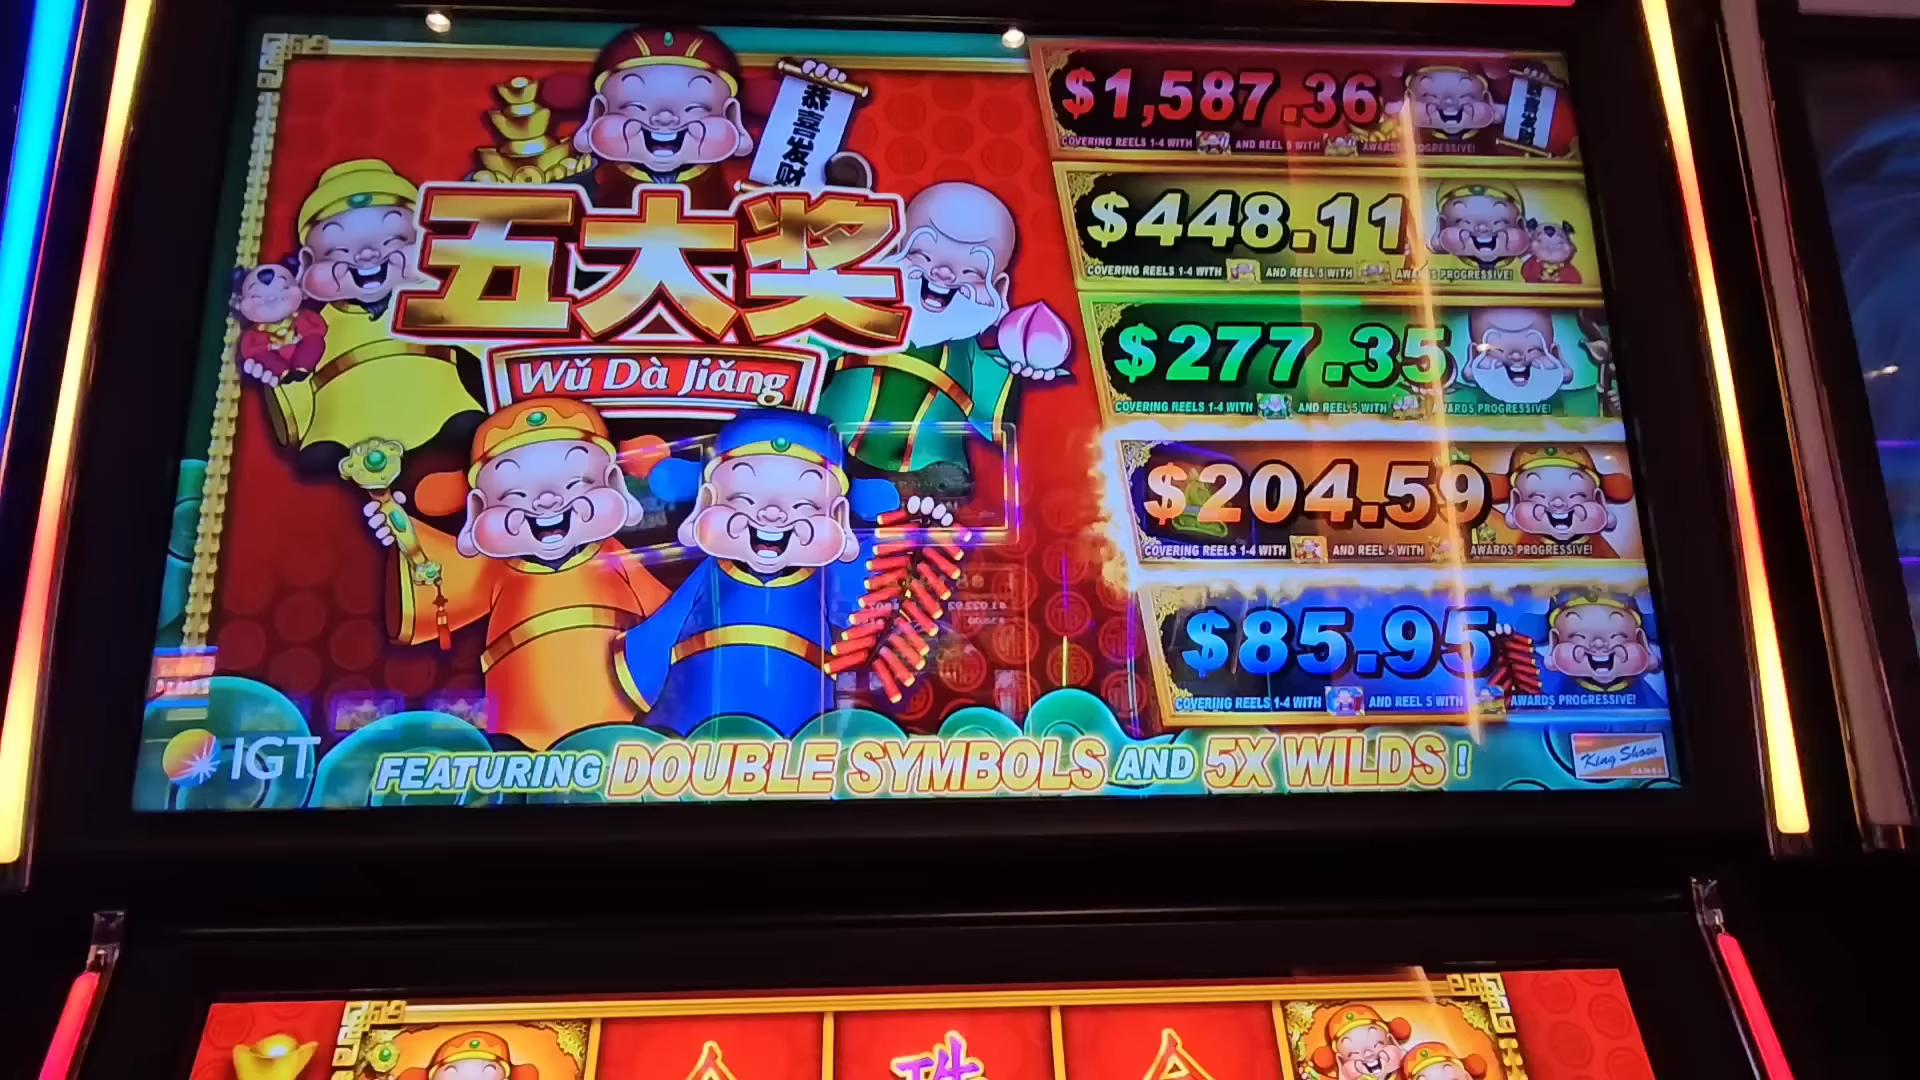 恭喜发财
五大奖
Wǔ Dà Jiǎng
$1,587.36
COVERING REELS 1-4 WITH AND REEL 5 WITH AWARDS PROGRESSIVE!
$448.11
COVERING REELS 1-4 WITH AND REEL 5 WITH AWARDS PROGRESSIVE!
$277.35
COVERING REELS 1-4 WITH AND REEL 5 WITH AWARDS PROGRESSIVE!
$204.59
COVERING REELS 1-4 WITH AND REEL 5 WITH AWARDS PROGRESSIVE!
$85.95
COVERING REELS 1-4 WITH AND REEL 5 WITH AWARDS PROGRESSIVE!
IGT
FEATURING DOUBLE SYMBOLS AND 5X WILDS!
King Show
GAMES